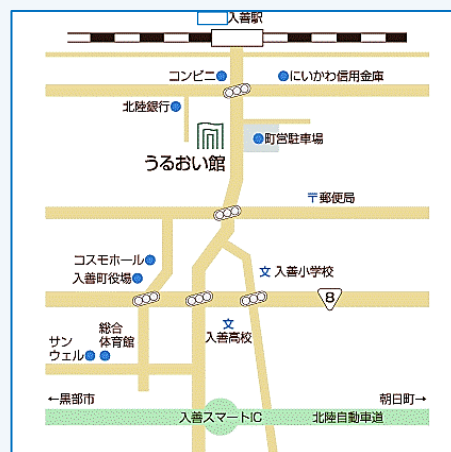 入善駅
コンビニ
にいかわ信用金庫
北陸銀行
町営駐車場
うるおい館
〒郵便局
コスモホール
入善町役場
文 入善小学校
8
文
入善高校
総合
体育館
サン
ウェル
←黒部市
朝日町→
入善スマートIC
北陸自動車道